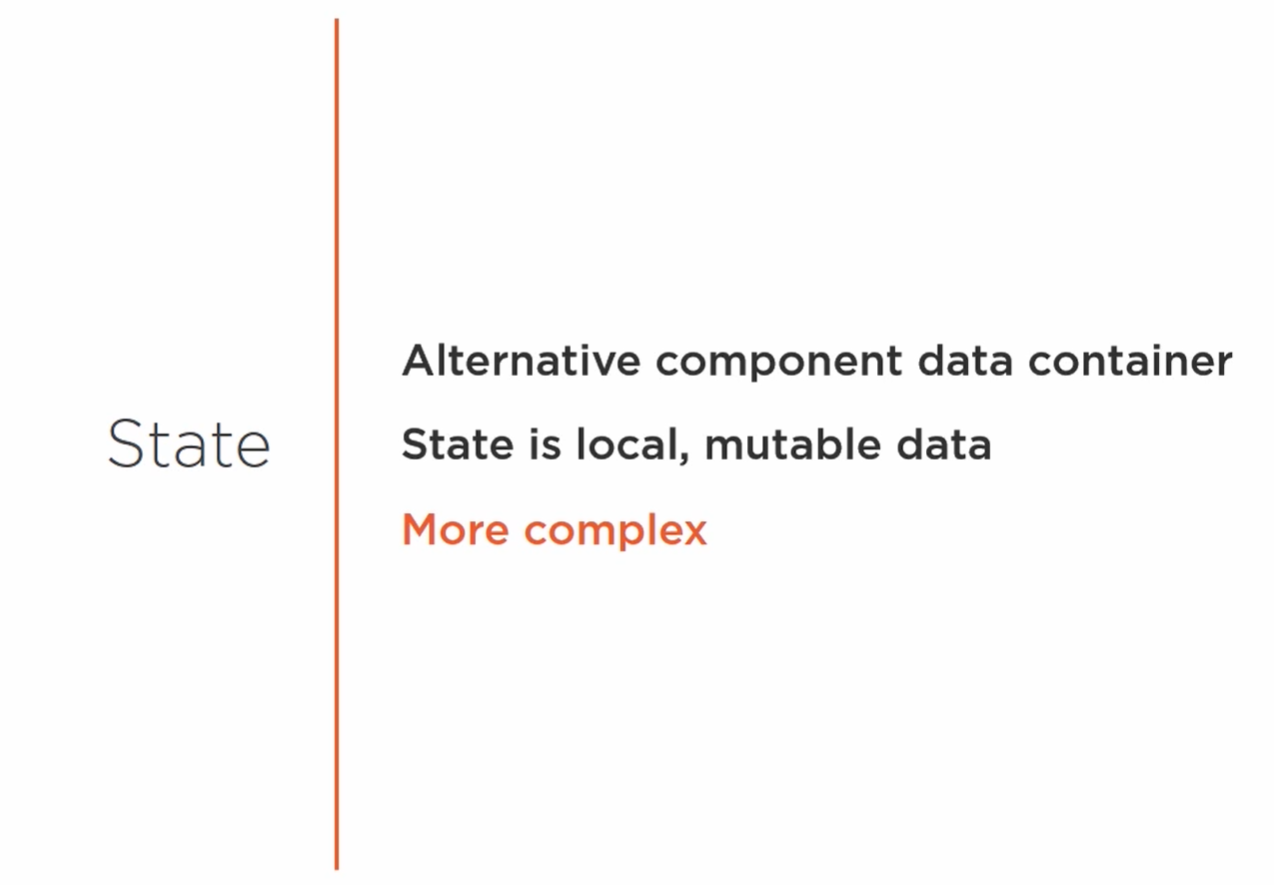 State
Alternative component data container
State is local, mutable data
More complex